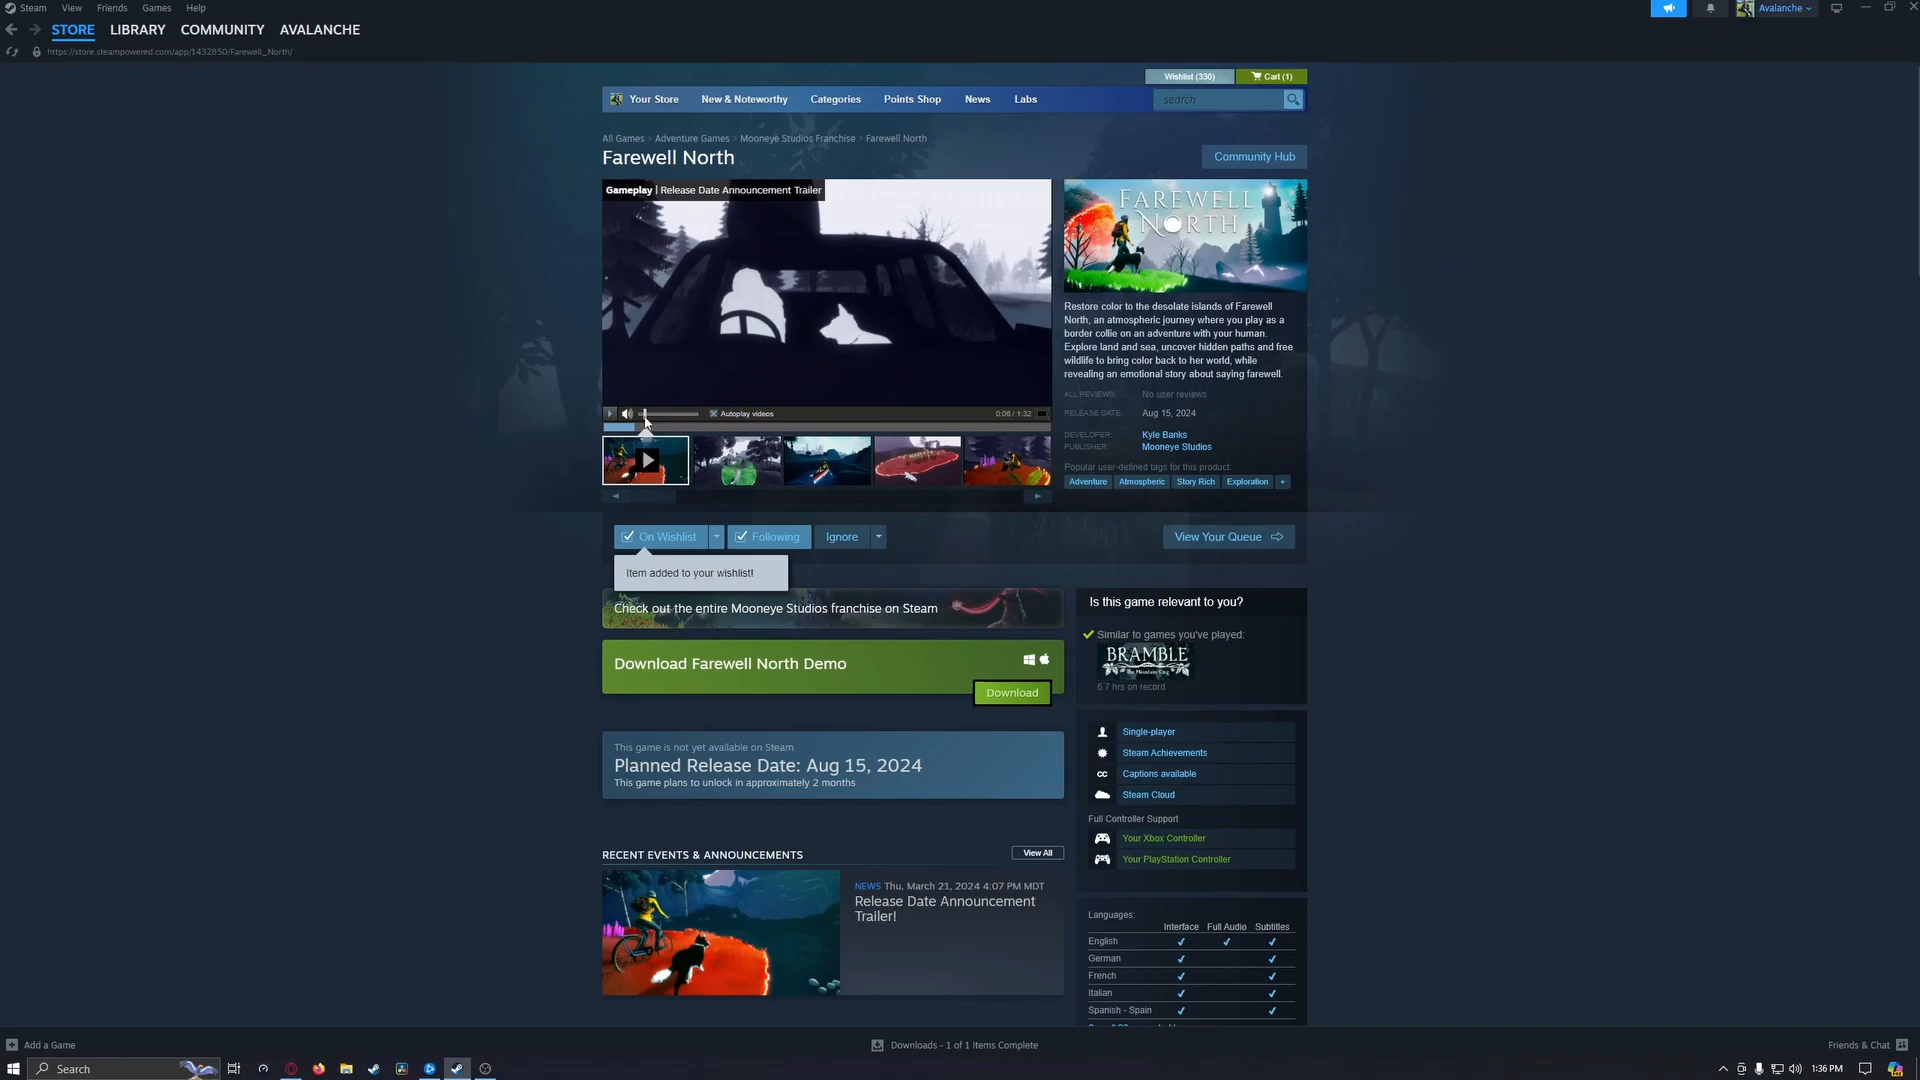 Steam View Friends Games Help
Avalanche
STORE LIBRARY COMMUNITY AVALANCHE
https://store.steampowered.com/app/1432850/Farewell_North/
Wishlist (330) Cart (1)
Your Store New & Noteworthy Categories Points Shop News Labs search
All Games > Adventure Games > Mooneye Studios Franchise > Farewell North
Farewell North
Community Hub
Gameplay | Release Date Announcement Trailer
FAREWELL
NORTH
Restore color to the desolate islands of Farewell
North, an atmospheric journey where you play as a
border collie on an adventure with your human.
Explore land and sea, uncover hidden paths and free
wildlife to bring color back to her world, while
revealing an emotional story about saying farewell.
ALL REVIEWS: No user reviews
RELEASE DATE: Aug 15, 2024
DEVELOPER: Kyle Banks
PUBLISHER: Mooneye Studios
Popular user-defined tags for this product:
Adventure Atmospheric Story Rich Exploration +
Autoplay videos 0:06 / 1:32
On Wishlist Following Ignore View Your Queue
Item added to your wishlist!
Check out the entire Mooneye Studios franchise on Steam
Is this game relevant to you?
Similar to games you've played:
BRAMBLE
The Mountain King
6.7 hrs on record
Download Farewell North Demo
Download
This game is not yet available on Steam
Planned Release Date: Aug 15, 2024
This game plans to unlock in approximately 2 months
Single-player
Steam Achievements
CC Captions available
Steam Cloud
Full Controller Support
Your Xbox Controller
Your PlayStation Controller
RECENT EVENTS & ANNOUNCEMENTS View All
NEWS Thu, March 21, 2024 4:07 PM MDT
Release Date Announcement
Trailer!
Languages:
Interface Full Audio Subtitles
English ✔ ✔ ✔
German ✔ ✔
French ✔ ✔
Italian ✔ ✔
Spanish - Spain ✔ ✔
Add a Game Downloads - 1 of 1 Items Complete Friends & Chat
Search 1:36 PM